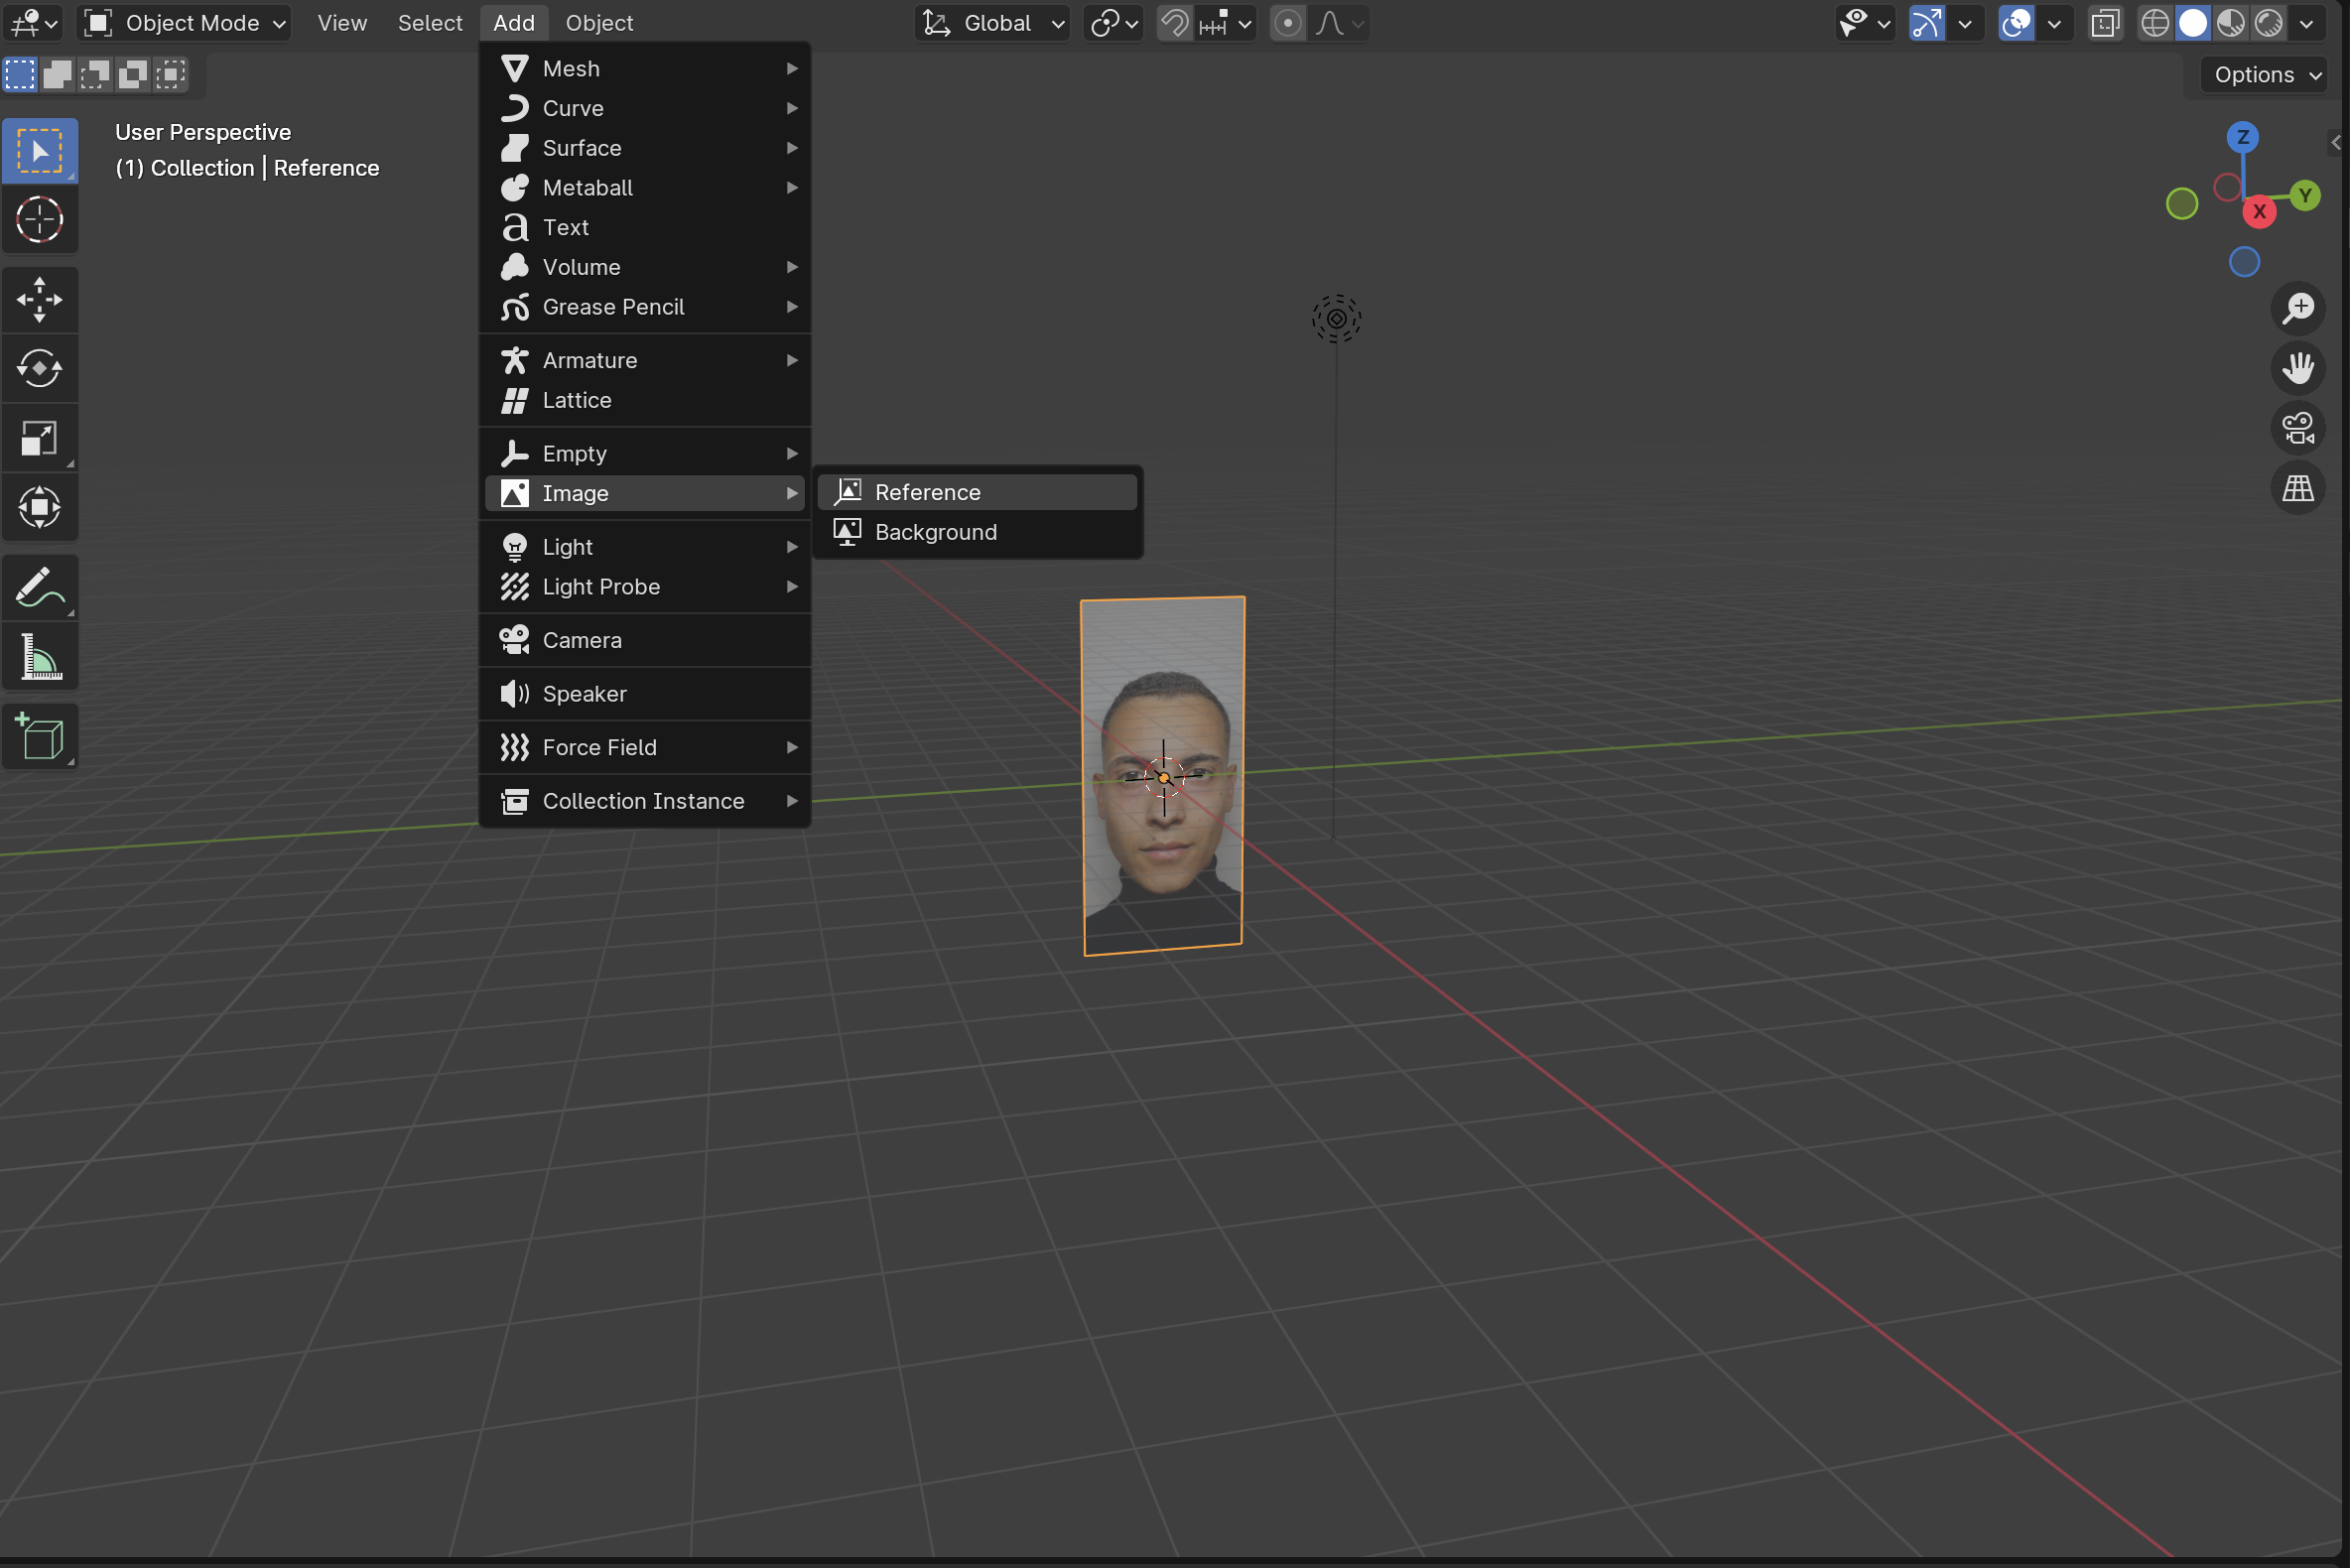 Object Mode
View
Select
Add
Object
Global
Options
User Perspective
(1) Collection | Reference
Mesh
Curve
Surface
Metaball
Text
Volume
Grease Pencil
Armature
Lattice
Empty
Image
Reference
Background
Light
Light Probe
Camera
Speaker
Force Field
Collection Instance
Z
Y
X